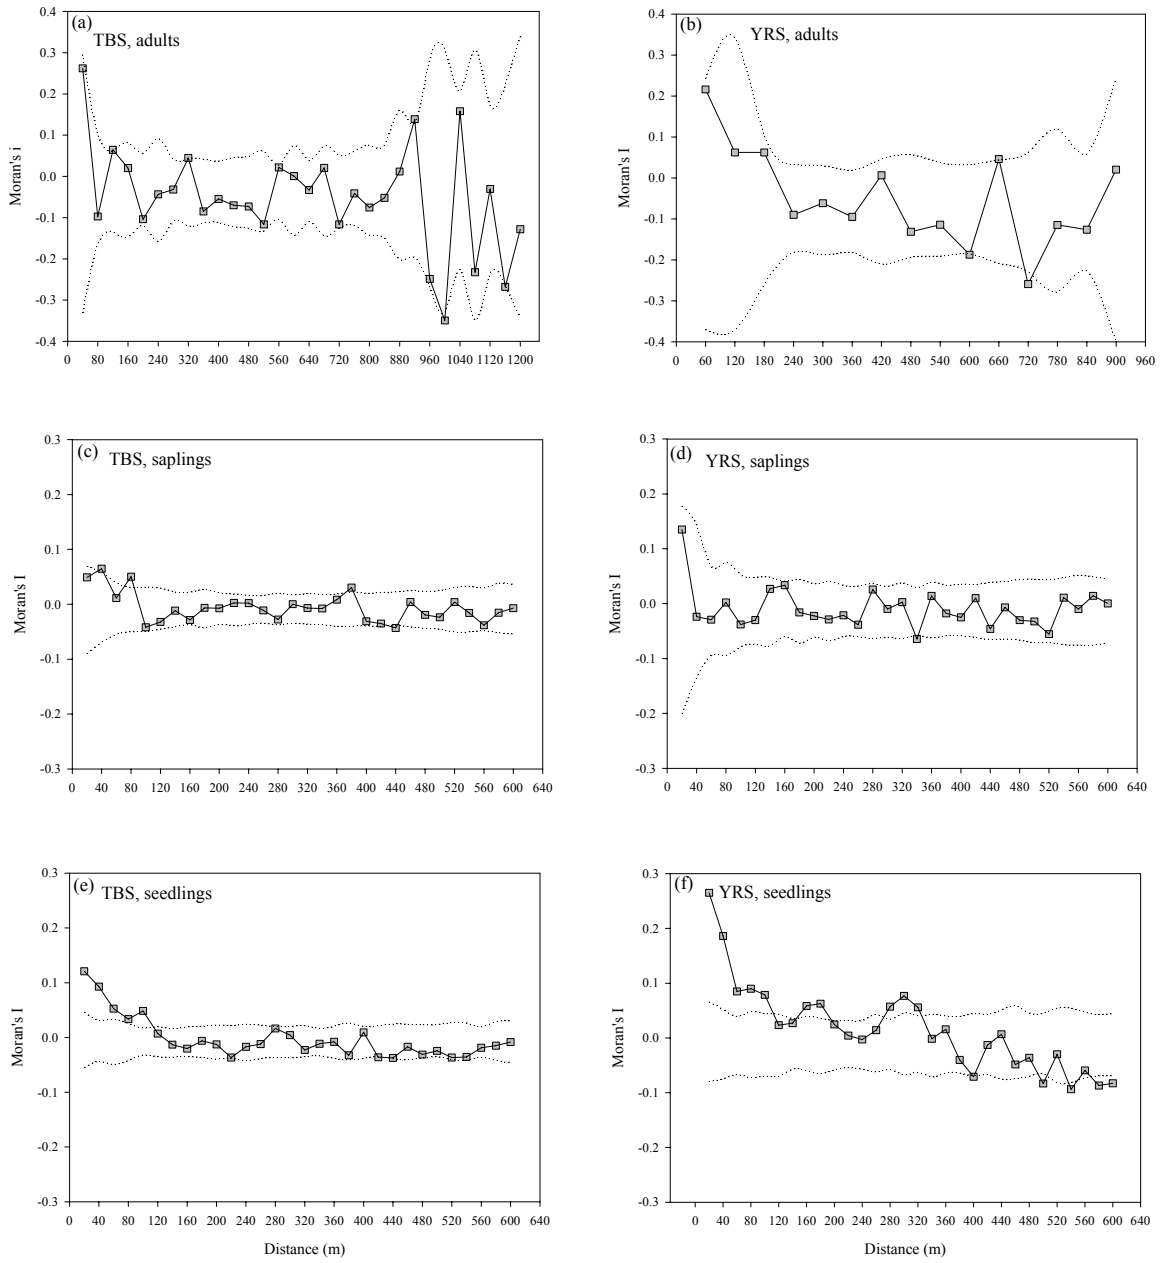 (a)
TBS, adults
0.4
0.3
0.2
0.1
0.0
-0.1
-0.2
-0.3
-0.4
Moran's i
0 80 160 240 320 400 480 560 640 720 800 880 960 1040 1120 1200
(b)
YRS, adults
0.4
0.3
0.2
0.1
0.0
-0.1
-0.2
-0.3
-0.4
Moran's I
0 60 120 180 240 300 360 420 480 540 600 660 720 780 840 900 960
(c)
TBS, saplings
0.3
0.2
0.1
0.0
-0.1
-0.2
-0.3
Moran's I
0 40 80 120 160 200 240 280 320 360 400 440 480 520 560 600 640
(d)
YRS, saplings
0.3
0.2
0.1
0.0
-0.1
-0.2
-0.3
Moran's I
0 40 80 120 160 200 240 280 320 360 400 440 480 520 560 600 640
(e)
TBS, seedlings
0.3
0.2
0.1
0.0
-0.1
-0.2
-0.3
Moran's I
0 40 80 120 160 200 240 280 320 360 400 440 480 520 560 600 640
Distance (m)
(f)
YRS, seedlings
0.3
0.2
0.1
0.0
-0.1
-0.2
-0.3
Moran's I
0 40 80 120 160 200 240 280 320 360 400 440 480 520 560 600 640
Distance (m)